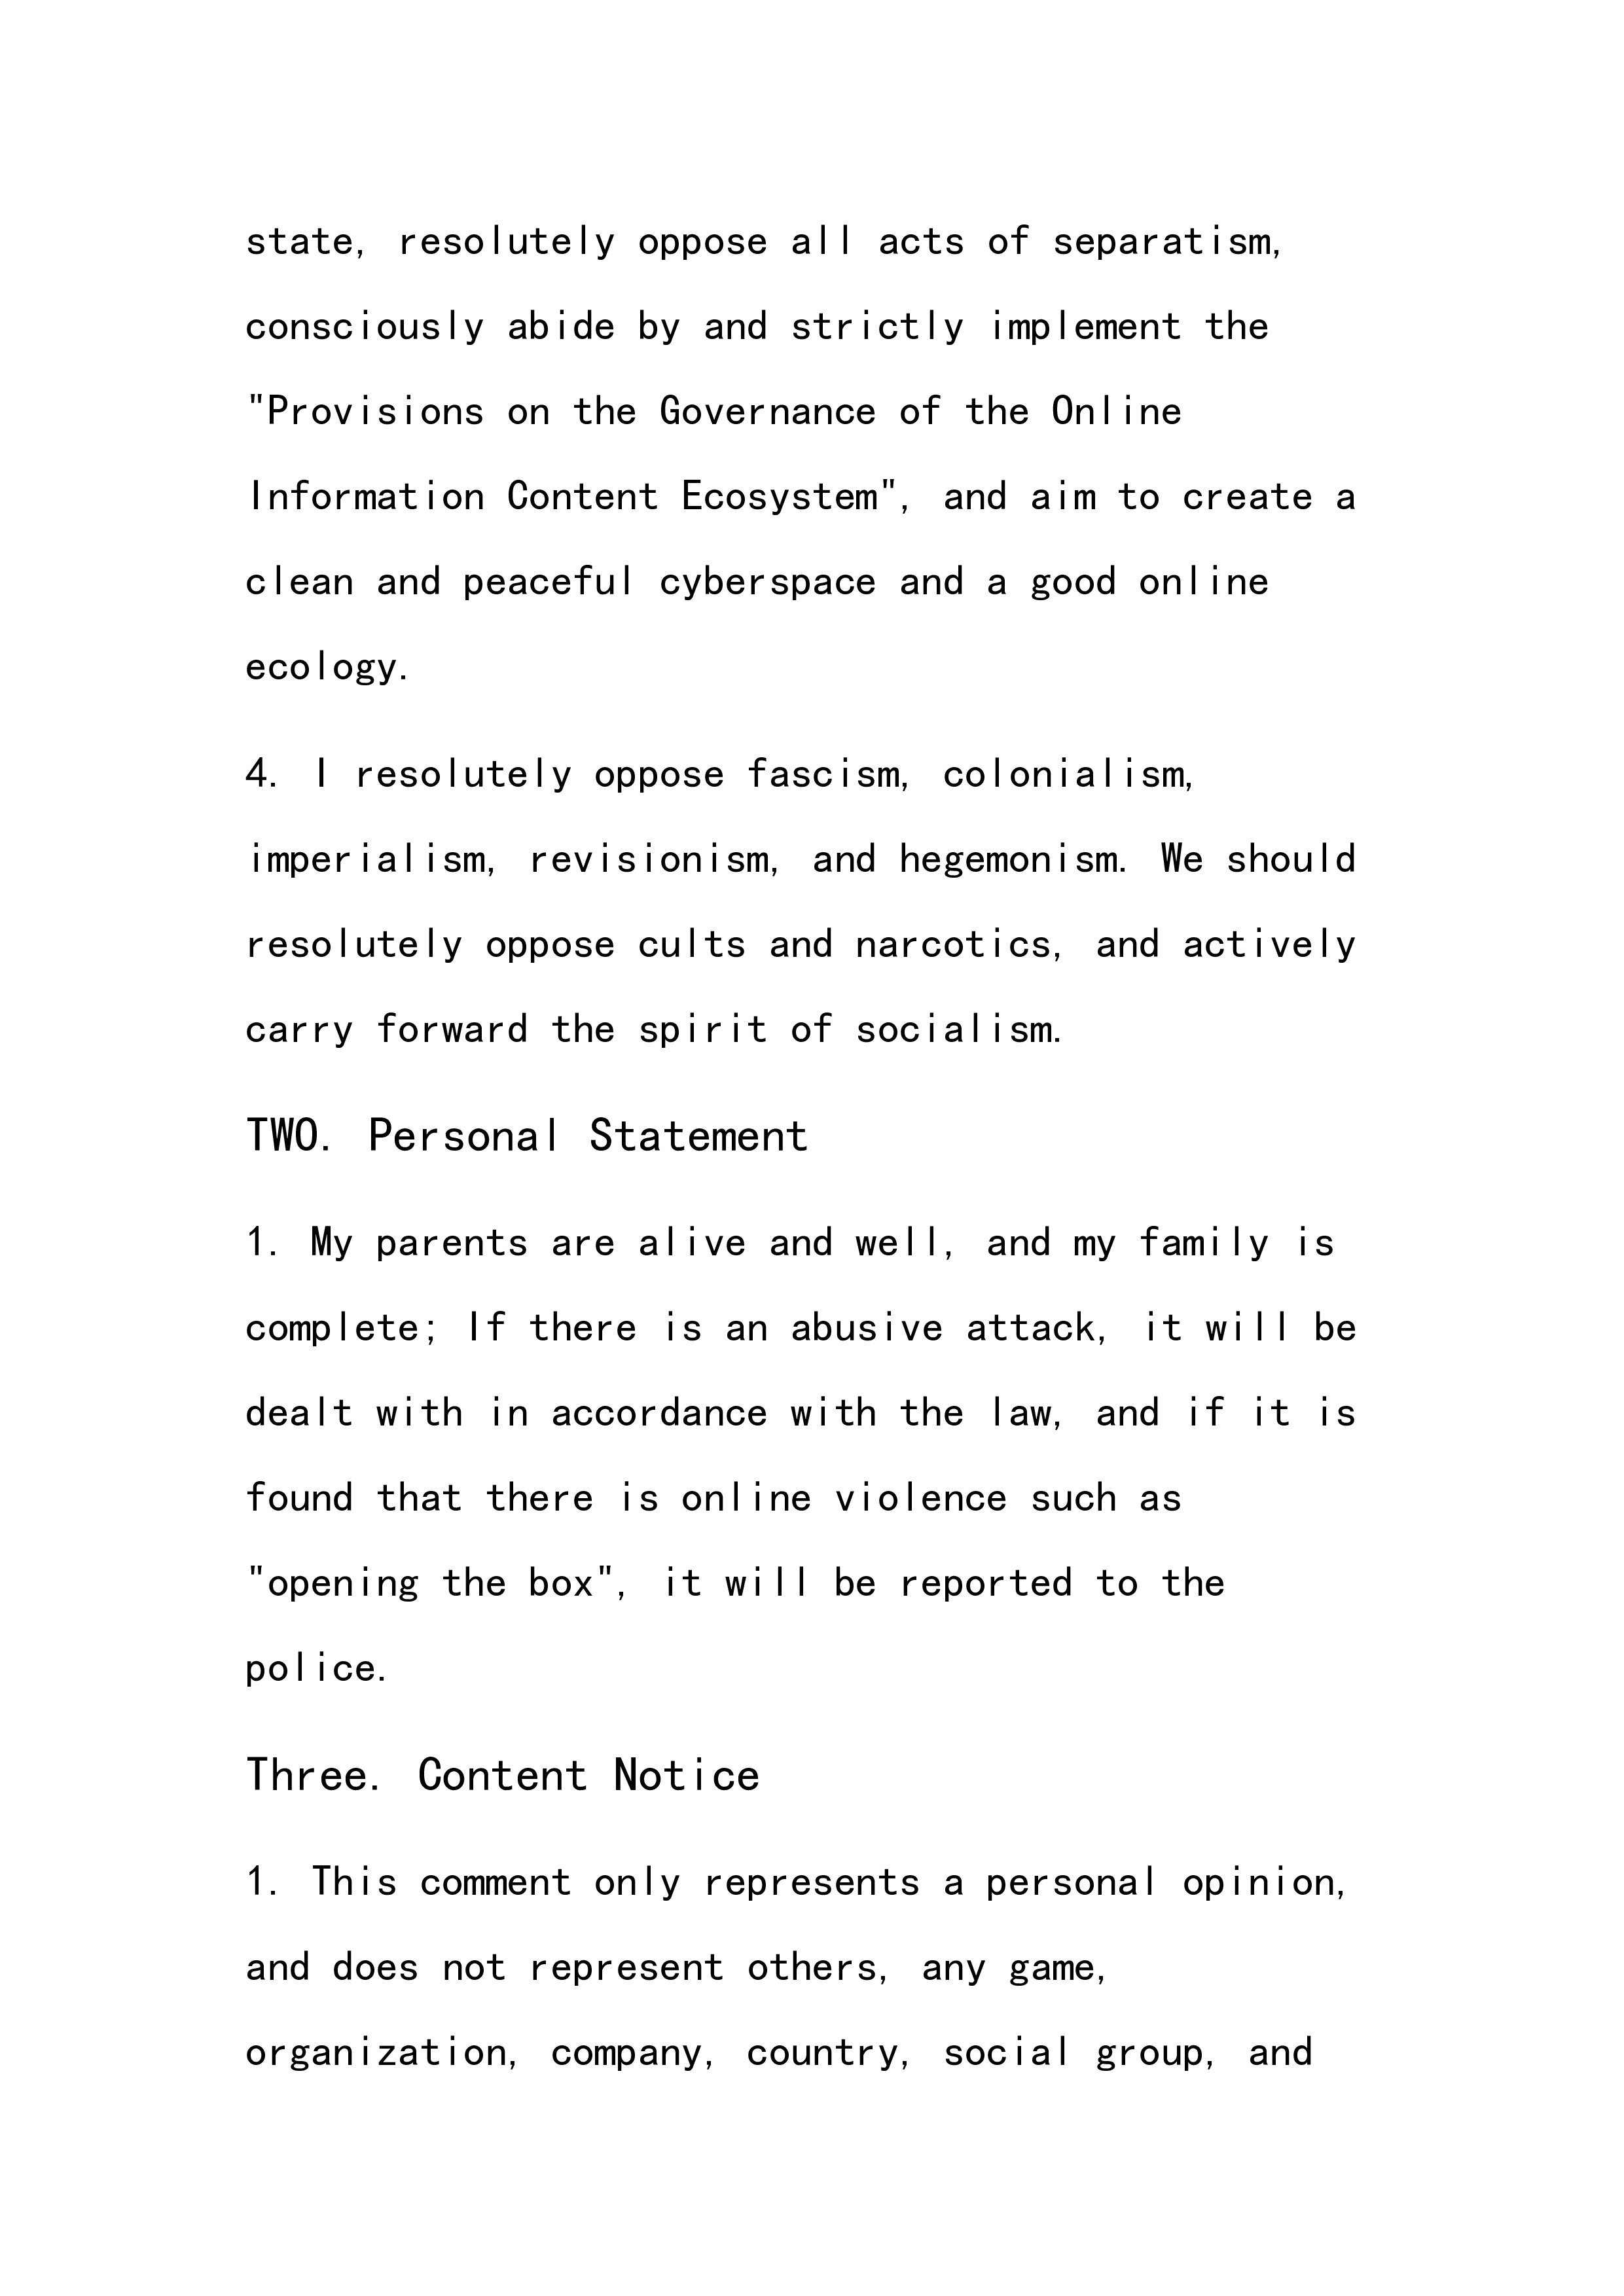 state, resolutely oppose all acts of separatism,
consciously abide by and strictly implement the
"Provisions on the Governance of the Online
Information Content Ecosystem", and aim to create a
clean and peaceful cyberspace and a good online
ecology.
4. I resolutely oppose fascism, colonialism,
imperialism, revisionism, and hegemonism. We should
resolutely oppose cults and narcotics, and actively
carry forward the spirit of socialism.
TWO. Personal Statement
1. My parents are alive and well, and my family is
complete; If there is an abusive attack, it will be
dealt with in accordance with the law, and if it is
found that there is online violence such as
"opening the box", it will be reported to the
police.
Three. Content Notice
1. This comment only represents a personal opinion,
and does not represent others, any game,
organization, company, country, social group, and